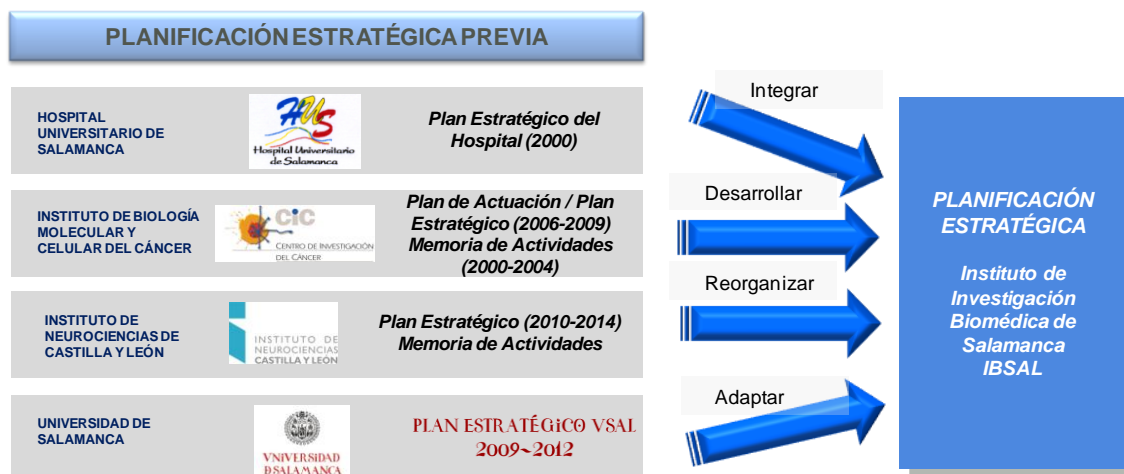 PLANIFICACIÓN ESTRATÉGICA PREVIA
HOSPITAL
UNIVERSITARIO DE
SALAMANCA
HUS
Hospital Universitario
de Salamanca
Plan Estratégico del
Hospital (2000)
INSTITUTO DE BIOLOGÍA
MOLECULAR Y
CELULAR DEL CÁNCER
CiC
CENTRO DE INVESTIGACIÓN
DEL CÁNCER
Plan de Actuación / Plan
Estratégico (2006-2009)
Memoria de Actividades
(2000-2004)
INSTITUTO DE
NEUROCIENCIAS DE
CASTILLA Y LEÓN
INSTITUTO DE
NEUROCIENCIAS
CASTILLA Y LEÓN
Plan Estratégico (2010-2014)
Memoria de Actividades
UNIVERSIDAD DE
SALAMANCA
VNIVERSIDAD
DSALAMANCA
PLAN ESTRATÉGICO VSAL
2009~2012
Integrar
Desarrollar
Reorganizar
Adaptar
PLANIFICACIÓN
ESTRATÉGICA
Instituto de
Investigación
Biomédica de
Salamanca
IBSAL